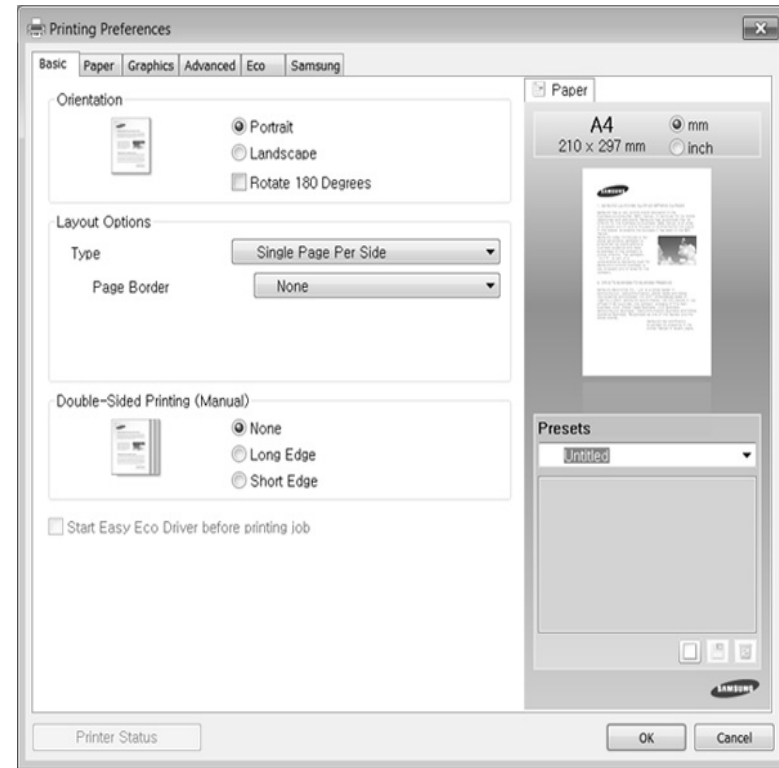 Printing Preferences
Basic Paper Graphics Advanced Eco Samsung
Orientation
Portrait
Landscape
Rotate 180 Degrees
Layout Options
Type Single Page Per Side
Page Border None
Double-Sided Printing (Manual)
None
Long Edge
Short Edge
Start Easy Eco Driver before printing job
Paper
A4 mm
210 x 297 mm inch
SAMSUNG
Presets
Untitled
SAMSUNG
Printer Status OK Cancel